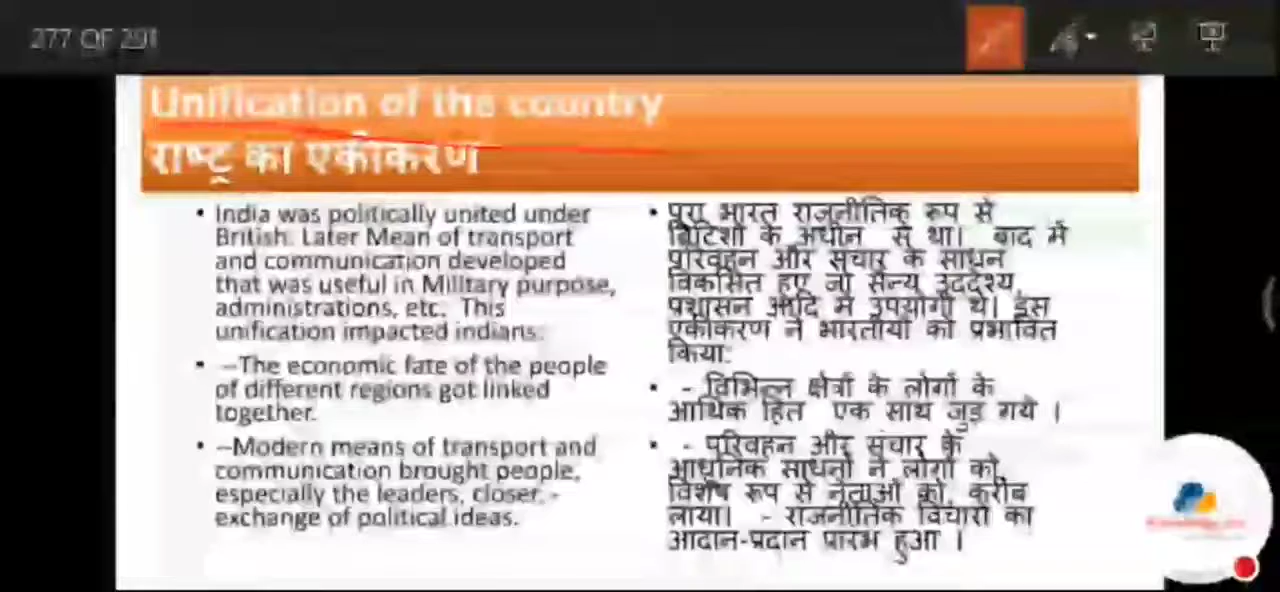 277 OF 291
Unification of the country
राष्ट्र का एकीकरण
• India was politically united under
British. Later Mean of transport
and communication developed
that was useful in Military purpose,
administrations, etc. This
unification impacted indians:
• –The economic fate of the people
of different regions got linked
together.
• –Modern means of transport and
communication brought people,
especially the leaders, closer. -
exchange of political ideas.
• पूरा भारत राजनीतिक रूप से
ब्रिटिशों के अधीन से था। बाद में
परिवहन और संचार के साधन
विकसित हुए जो सैन्य उद्देश्य,
प्रशासन आदि में उपयोगी थे। इस
एकीकरण ने भारतीयों को प्रभावित
किया:
• - विभिन्न क्षेत्रों के लोगों के
आर्थिक हित एक साथ जुड़ गये ।
• - परिवहन और संचार के
आधुनिक साधनों ने लोगों को,
विशेष रूप से नेताओं को, करीब
लाया। - राजनीतिक विचारों का
आदान-प्रदान प्रारंभ हुआ ।